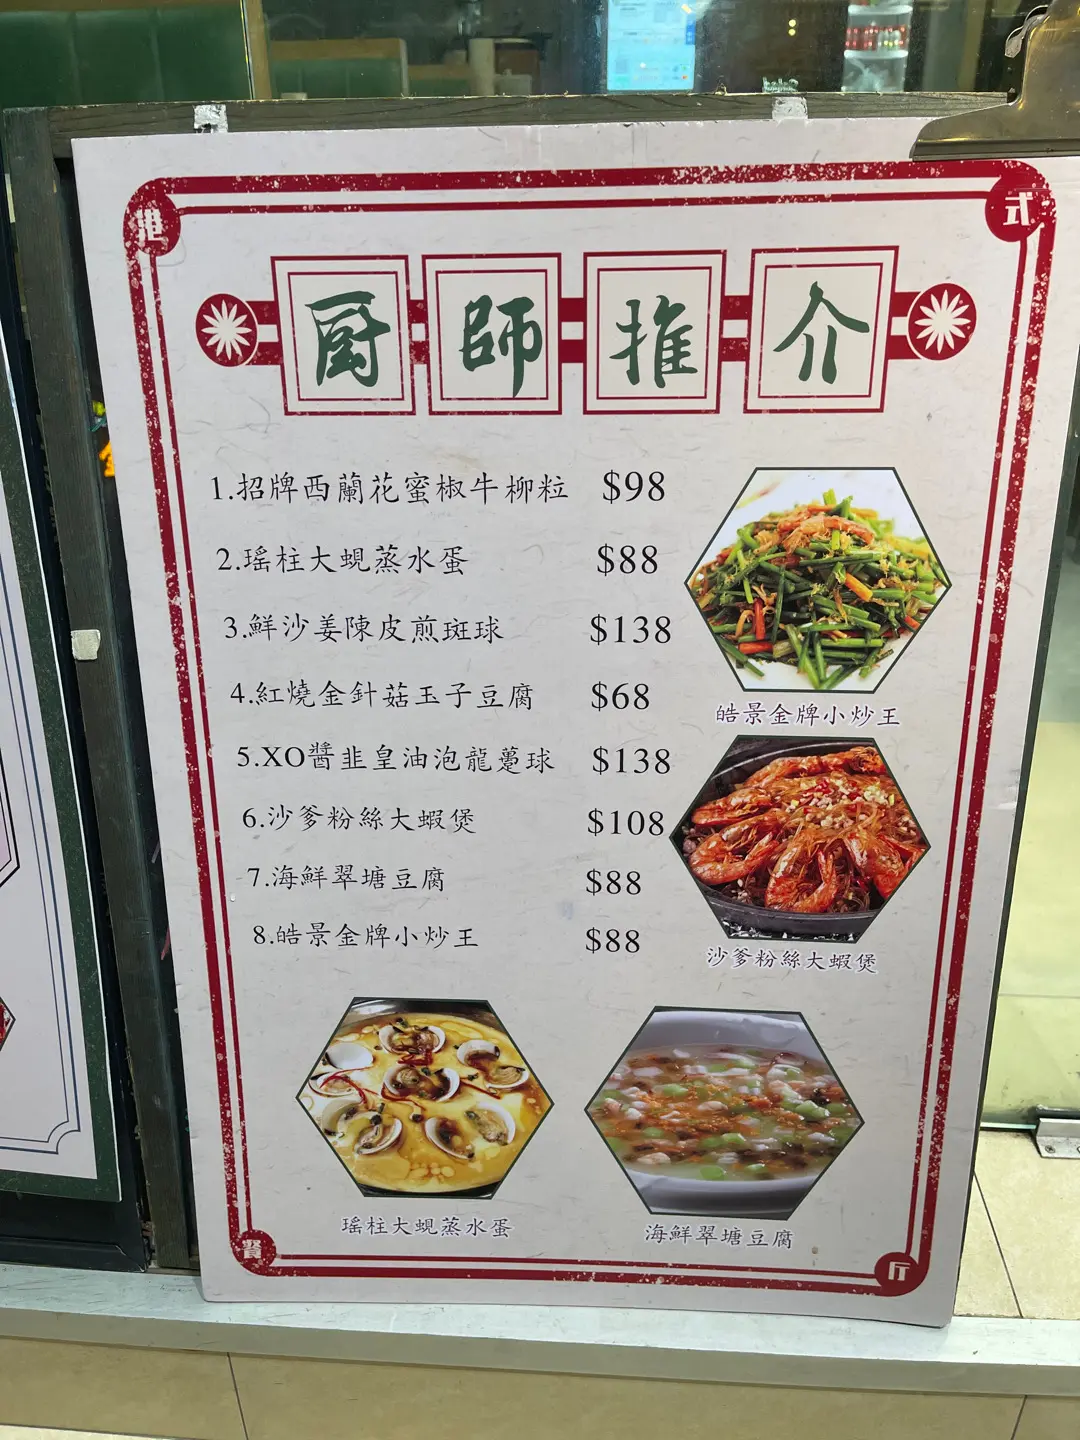 港
式
厨師推介
1.招牌西蘭花蜜椒牛柳粒 $98
2.瑤柱大蜆蒸水蛋 $88
3.鮮沙姜陳皮煎斑球 $138
4.紅燒金針菇玉子豆腐 $68
5.XO醬韭皇油泡龍躉球 $138
6.沙爹粉絲大蝦煲 $108
7.海鮮翠塘豆腐 $88
8.皓景金牌小炒王 $88
皓景金牌小炒王
沙爹粉絲大蝦煲
瑤柱大蜆蒸水蛋
海鮮翠塘豆腐
餐
厅